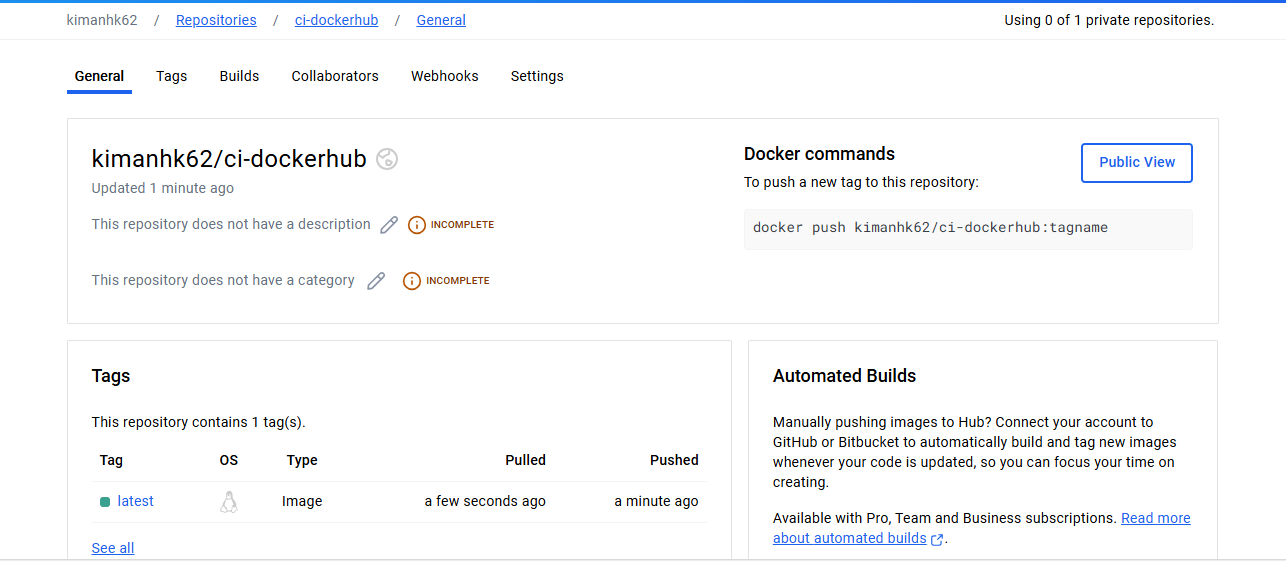 kimanhk62 / Repositories / ci-dockerhub / General
Using 0 of 1 private repositories.
General Tags Builds Collaborators Webhooks Settings
kimanhk62/ci-dockerhub
Updated 1 minute ago
This repository does not have a description INCOMPLETE
This repository does not have a category INCOMPLETE
Docker commands
Public View
To push a new tag to this repository:
docker push kimanhk62/ci-dockerhub:tagname
Tags
This repository contains 1 tag(s).
Tag OS Type Pulled Pushed
latest Image a few seconds ago a minute ago
See all
Automated Builds
Manually pushing images to Hub? Connect your account to
GitHub or Bitbucket to automatically build and tag new images
whenever your code is updated, so you can focus your time on
creating.
Available with Pro, Team and Business subscriptions. Read more
about automated builds .